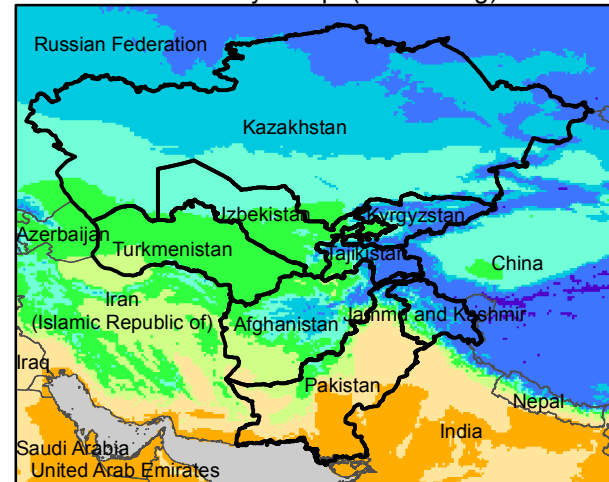 Russian Federation
Kazakhstan
Uzbekistan
Kyrgyzstan
Azerbaijan
Turkmenistan
Tajikistan
China
Iran
(Islamic Republic of)
Afghanistan
Jammu and Kashmir
Iraq
Pakistan
Nepal
India
Saudi Arabia
United Arab Emirates